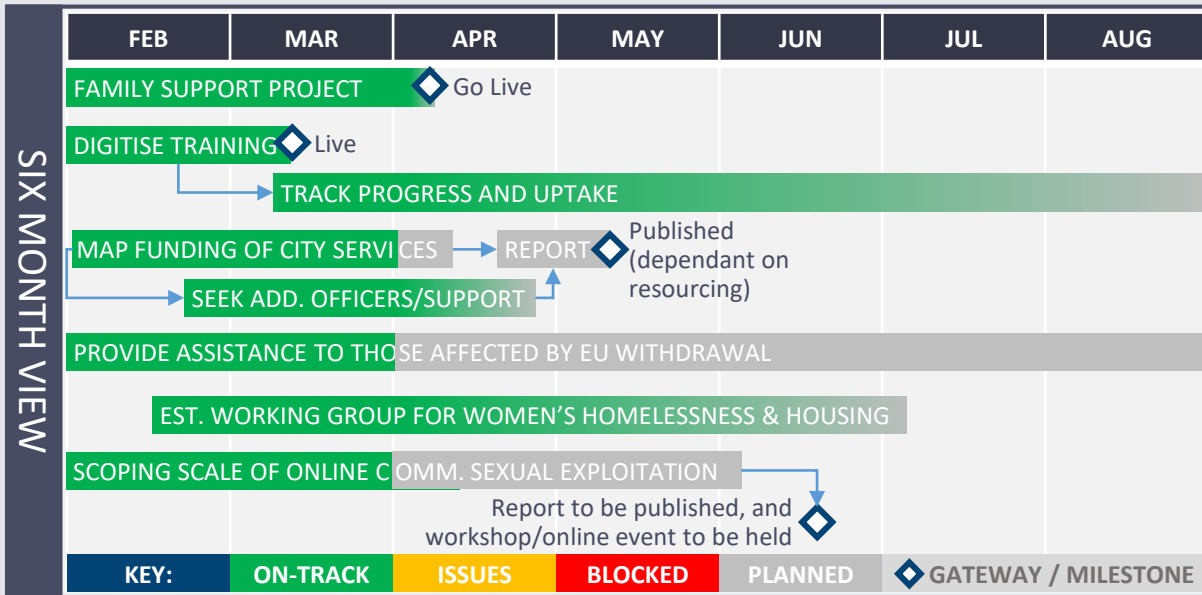 SIX MONTH VIEW
FEB MAR APR MAY JUN JUL AUG
FAMILY SUPPORT PROJECT Go Live
DIGITISE TRAINING Live
TRACK PROGRESS AND UPTAKE
MAP FUNDING OF CITY SERVICES REPORT
Published
(dependant on
resourcing)
SEEK ADD. OFFICERS/SUPPORT
PROVIDE ASSISTANCE TO THOSE AFFECTED BY EU WITHDRAWAL
EST. WORKING GROUP FOR WOMEN'S HOMELESSNESS & HOUSING
SCOPING SCALE OF ONLINE COMM. SEXUAL EXPLOITATION
Report to be published, and
workshop/online event to be held
KEY: ON-TRACK ISSUES BLOCKED PLANNED GATEWAY / MILESTONE